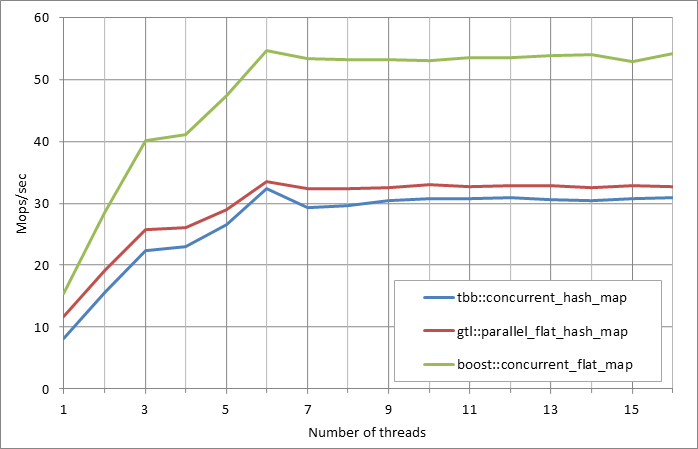 60
50
40
30
20
10
0
Mops/sec
1 3 5 7 9 11 13 15
Number of threads
tbb::concurrent_hash_map
gtl::parallel_flat_hash_map
boost::concurrent_flat_map